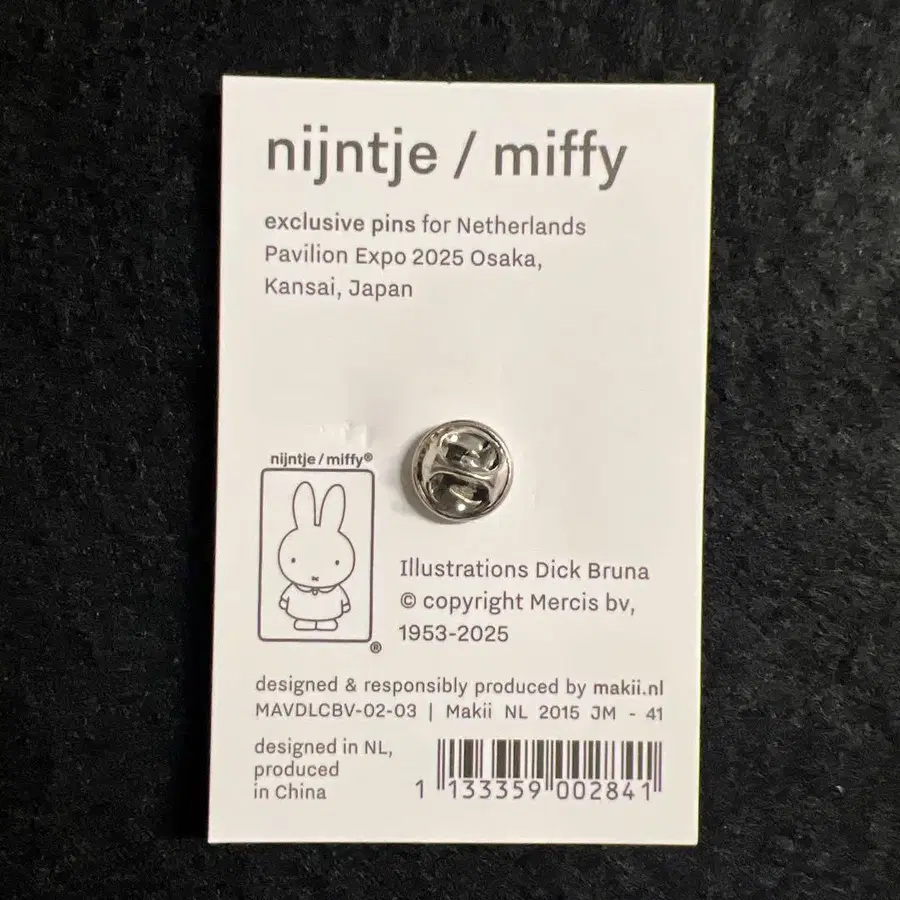 nijntje / miffy
exclusive pins for Netherlands
Pavilion Expo 2025 Osaka,
Kansai, Japan
nijntje / miffy®
®
Illustrations Dick Bruna
© copyright Mercis bv,
1953-2025
designed & responsibly produced by makii.nl
MAVDLCBV-02-03 | Makii NL 2015 JM - 41
designed in NL,
produced
in China
1 133359 002841